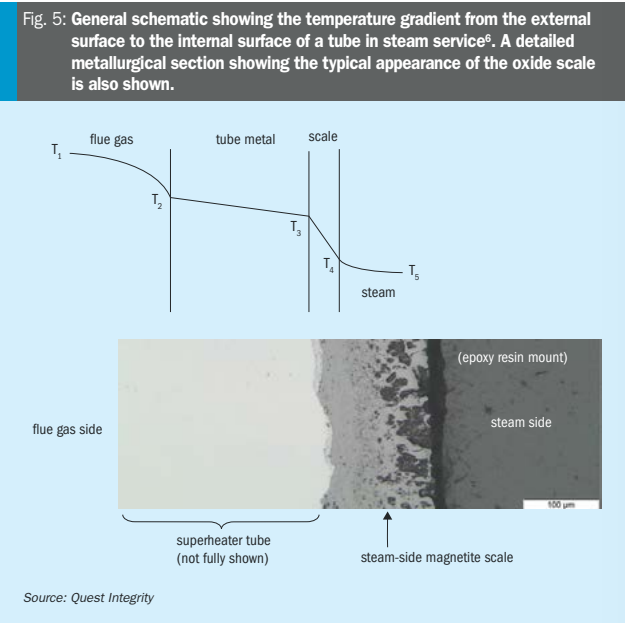 Fig. 5: General schematic showing the temperature gradient from the external
surface to the internal surface of a tube in steam service⁶. A detailed
metallurgical section showing the typical appearance of the oxide scale
is also shown.
flue gas
tube metal
scale
T₁
T₂
T₃
T₄
T₅
steam
(epoxy resin mount)
flue gas side
steam side
100 µm
superheater tube
(not fully shown)
steam-side magnetite scale
Source: Quest Integrity